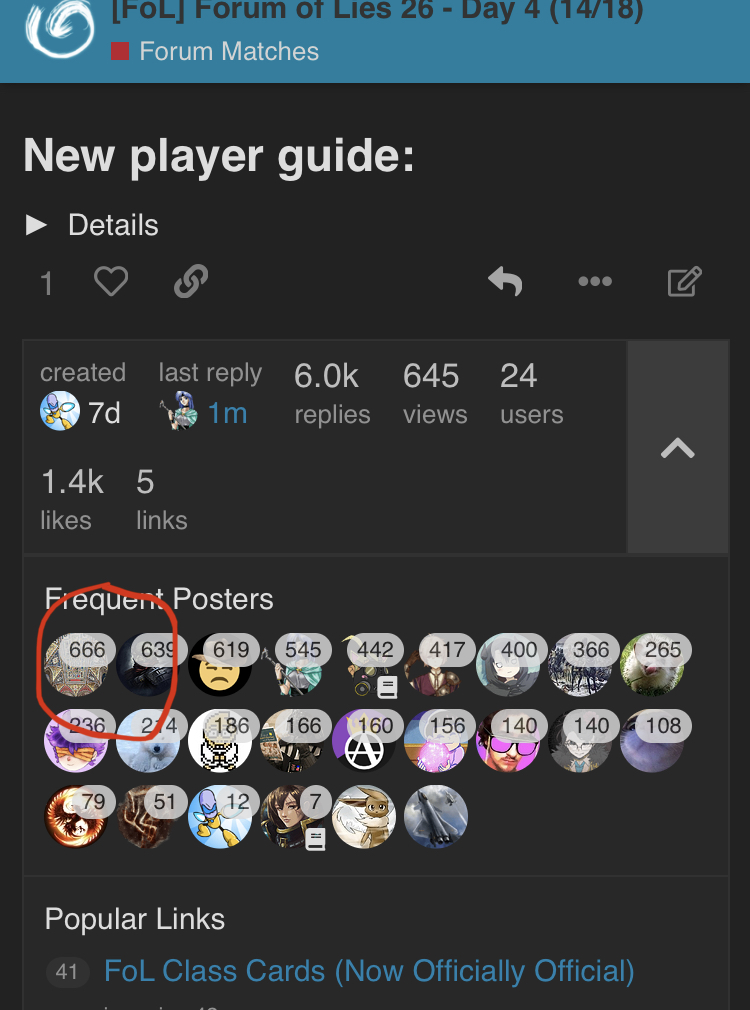 [FoL] Forum of Lies 26 - Day 4 (14/18)
Forum Matches
New player guide:
Details
1
created last reply 6.0k 645 24
7d 1m replies views users
1.4k 5
likes links
Frequent Posters
666 639 619 545 442 417 400 366 265
236 214 186 166 160 156 140 140 108
79 51 12 7
Popular Links
41 FoL Class Cards (Now Officially Official)